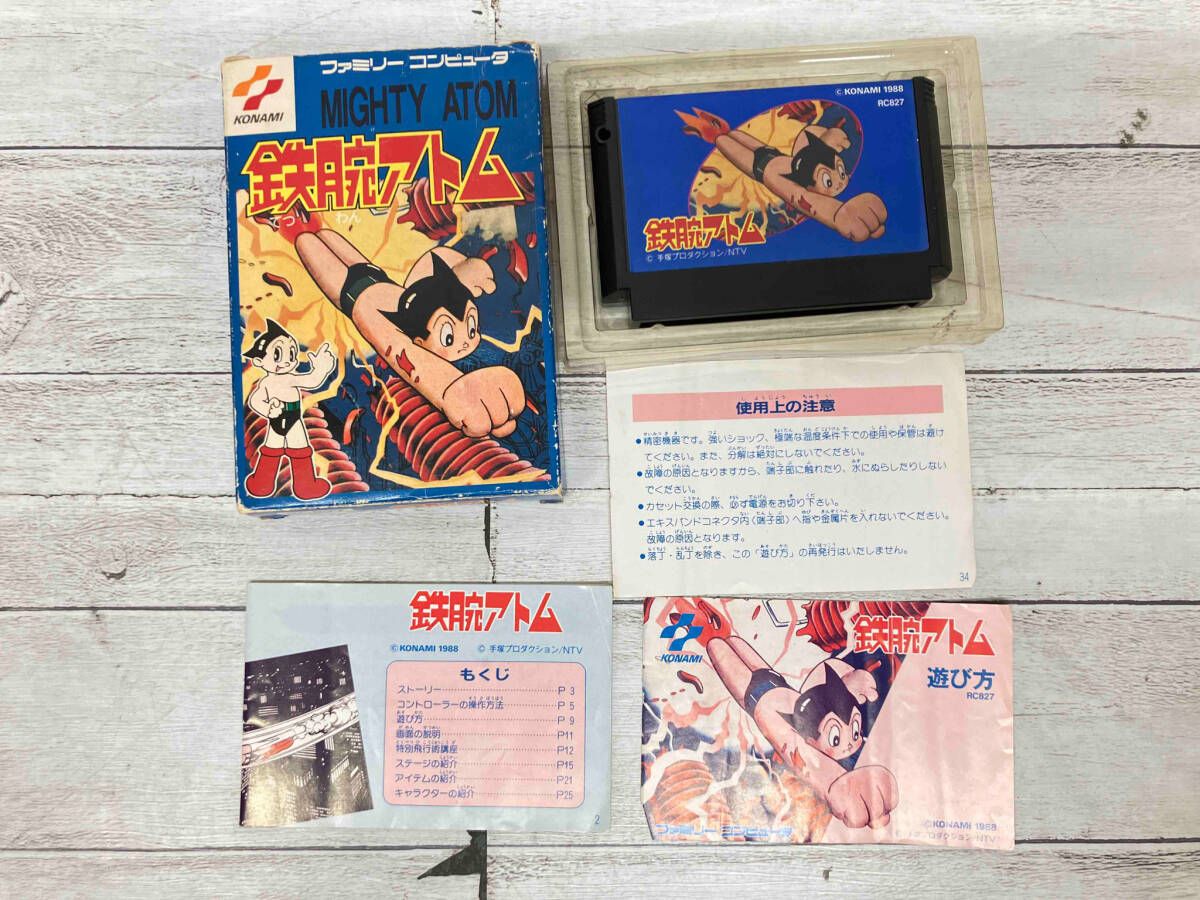 KONAMI
ファミリー コンピュータ
MIGHTY ATOM
鉄腕アトム
てつ わん
© KONAMI 1988
RC827
鉄腕アトム
© 手塚プロダクション/NTV
使用上の注意
●精密機器です。強いショック、極端な温度条件下での使用や保管は避け
てください。また、分解は絶対にしないでください。
●故障の原因となりますから、端子部に触れたり、水にぬらしたりしない
でください。
●カセット交換の際、必ず電源をお切り下さい。
●エキスパンドコネクタ内(端子部)へ指や金属片を入れないでください。
故障の原因となります。
●落丁・乱丁を除き、この「遊び方」の再発行はいたしません。
34
鉄腕アトム
©KONAMI 1988 © 手塚プロダクション/NTV
もくじ
ストーリー P 3
コントローラーの操作方法 P 5
遊び方 P 9
画面の説明 P11
特別飛行術講座 P12
ステージの紹介 P15
アイテムの紹介 P21
キャラクターの紹介 P25
2
KONAMI
鉄腕アトム
遊び方
RC827
ファミリー コンピュータ
©KONAMI 1988
プロダクション/NTV